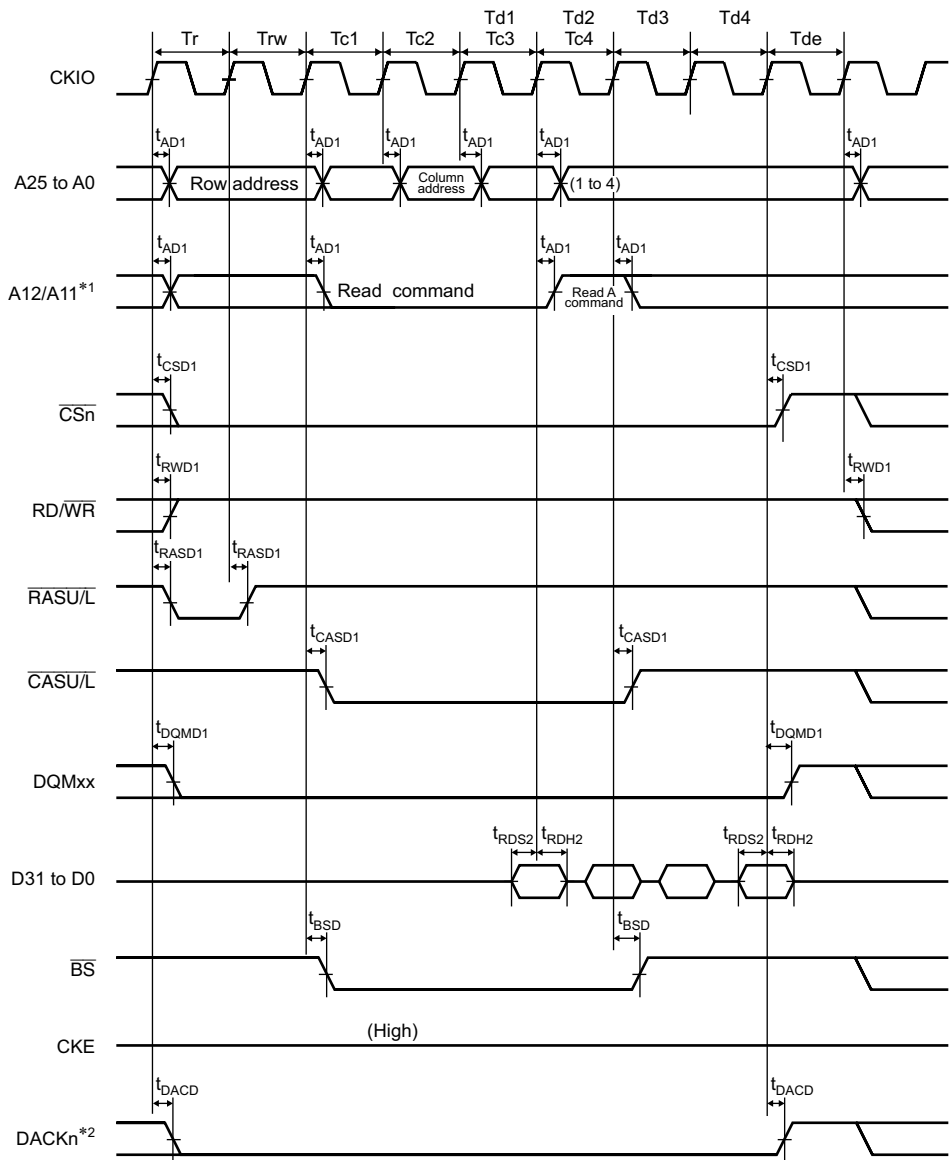 Td1 Td2 Td3 Td4
Tr Trw Tc1 Tc2 Tc3 Tc4 Tde
CKIO
tAD1 tAD1 tAD1 tAD1 tAD1 tAD1
A25 to A0 Row address Column address (1 to 4)
tAD1 tAD1 tAD1 tAD1
A12/A11*1 Read command Read A command
tCSD1 tCSD1
CSn
tRWD1 tRWD1
RD/WR
tRASD1 tRASD1
RASU/L
tCASD1 tCASD1
CASU/L
tDQMD1 tDQMD1
DQMxx
tRDS2 tRDH2 tRDS2 tRDH2
D31 to D0
tBSD tBSD
BS
(High)
CKE
tDACD tDACD
DACKn*2